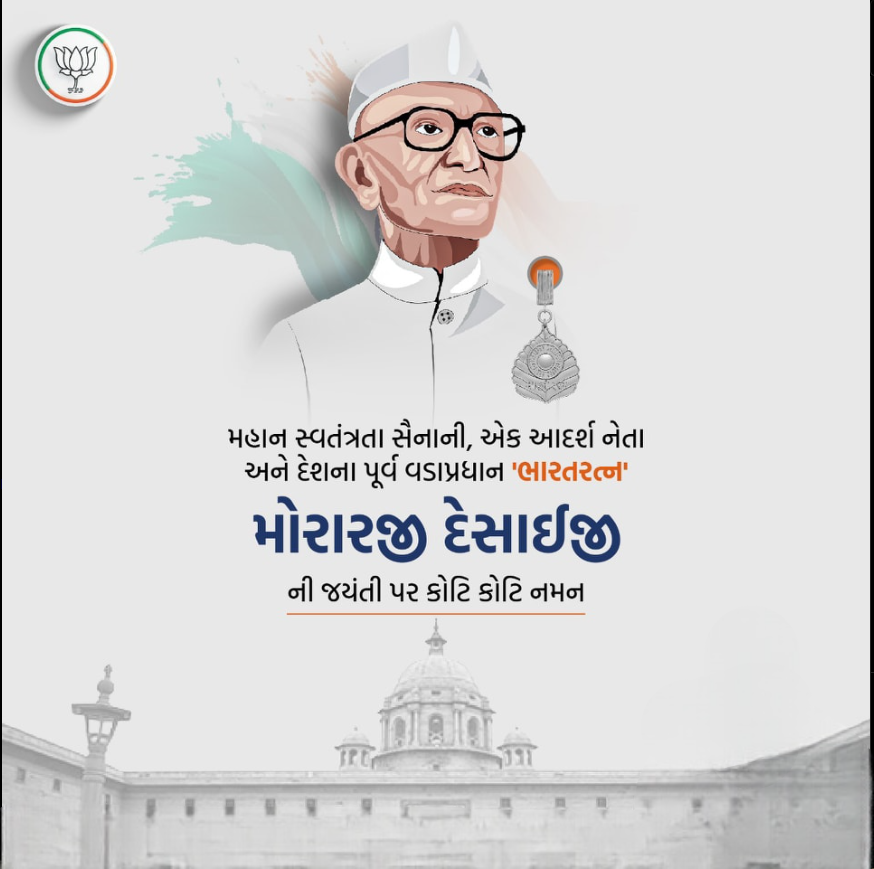 મહાન સ્વતંત્રતા સૈનાની, એક આદર્શ નેતા
અને દેશના પૂર્વ વડાપ્રધાન 'ભારતરત્ન'
મોરારજી દેસાઈજી
ની જયંતી પર કોટિ કોટિ નમન